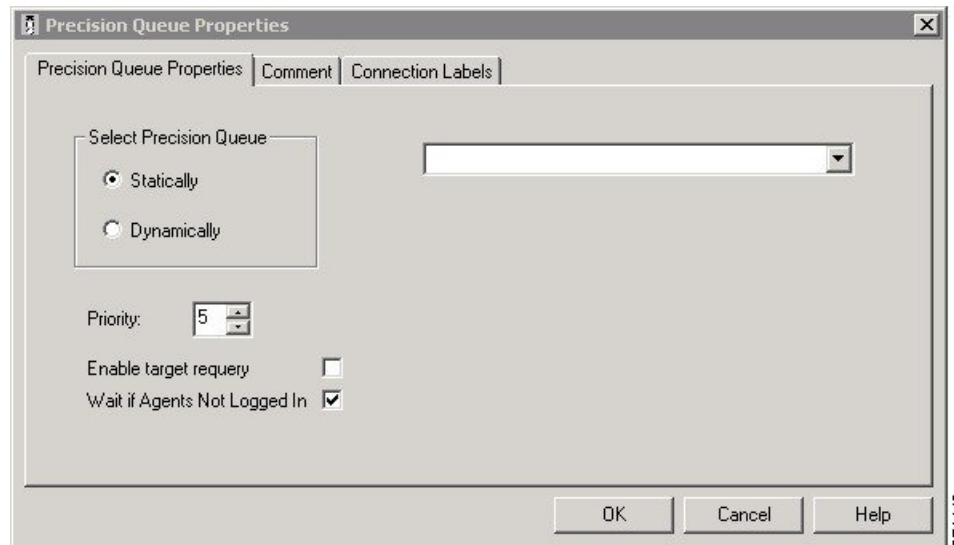 Precision Queue Properties
Precision Queue Properties Comment Connection Labels
Select Precision Queue
Statically
Dynamically
Priority: 5
Enable target requery
Wait if Agents Not Logged In
OK Cancel Help